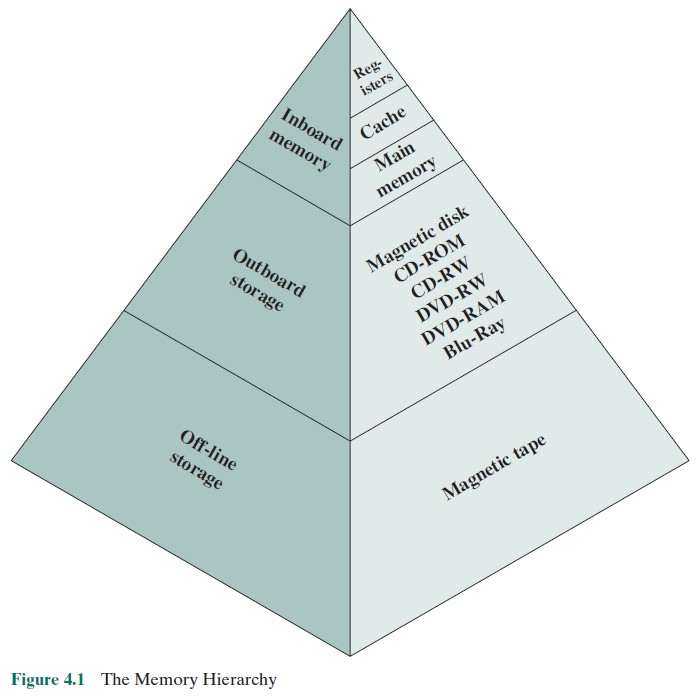 Inboard
memory
Reg-
isters
Cache
Main
memory
Outboard
storage
Magnetic disk
CD-ROM
CD-RW
DVD-RW
DVD-RAM
Blu-Ray
Off-line
storage
Magnetic tape
Figure 4.1 The Memory Hierarchy